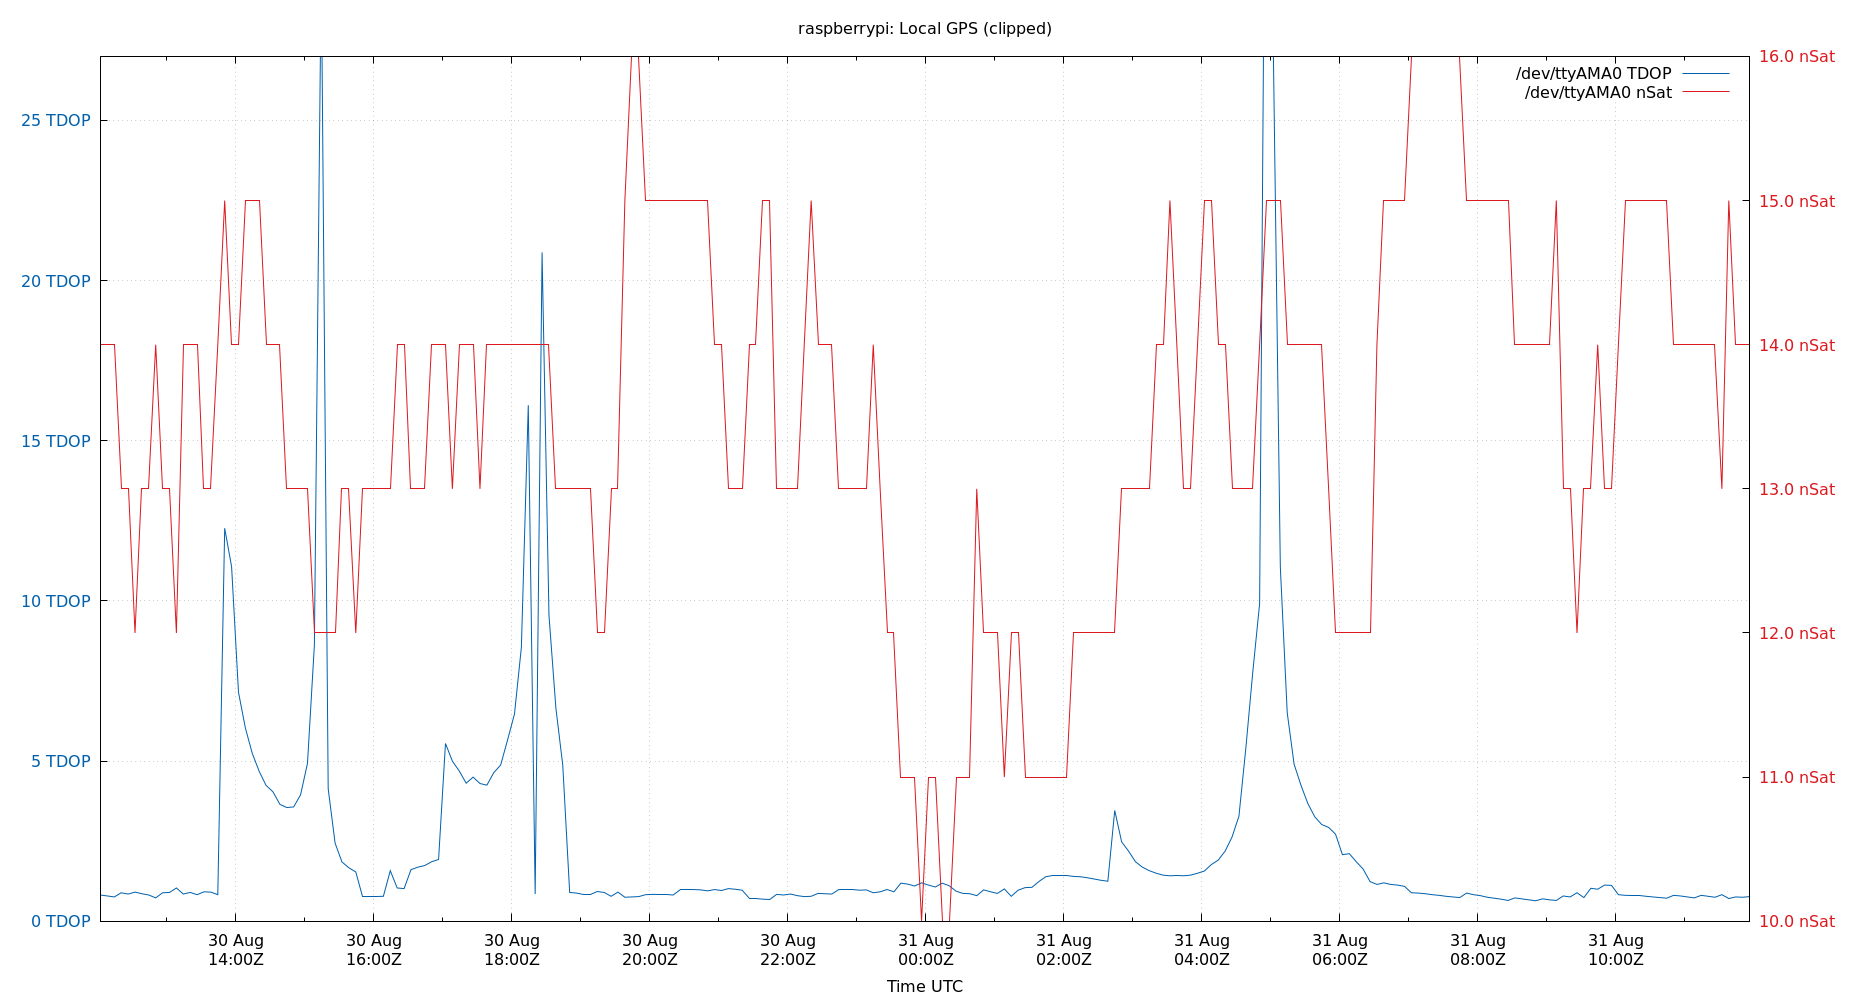 raspberrypi: Local GPS (clipped)
/dev/ttyAMA0 TDOP
/dev/ttyAMA0 nSat
25 TDOP
20 TDOP
15 TDOP
10 TDOP
5 TDOP
0 TDOP
16.0 nSat
15.0 nSat
14.0 nSat
13.0 nSat
12.0 nSat
11.0 nSat
10.0 nSat
30 Aug
14:00Z
30 Aug
16:00Z
30 Aug
18:00Z
30 Aug
20:00Z
30 Aug
22:00Z
31 Aug
00:00Z
31 Aug
02:00Z
31 Aug
04:00Z
31 Aug
06:00Z
31 Aug
08:00Z
31 Aug
10:00Z
Time UTC